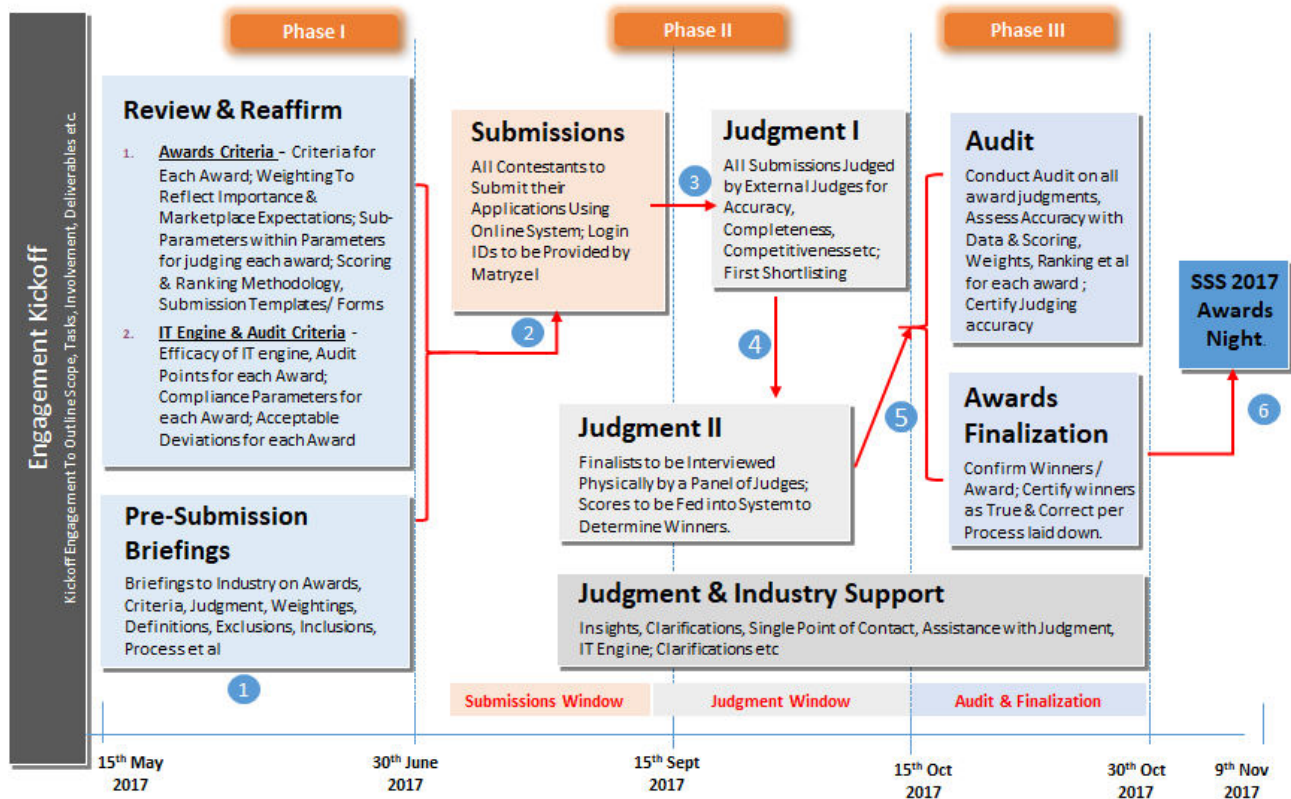 Phase I
Phase II
Phase III
Engagement Kickoff
Kickoff Engagement To Outline Scope, Tasks, Involvement, Deliverables etc.
Review & Reaffirm
1. Awards Criteria – Criteria for
Each Award; Weighting To
Reflect Importance &
Marketplace Expectations; Sub-
Parameters within Parameters
for judging each award; Scoring
& Ranking Methodology,
Submission Templates/ Forms
2. IT Engine & Audit Criteria -
Efficacy of IT engine, Audit
Points for each Award;
Compliance Parameters for
each Award; Acceptable
Deviations for each Award
Pre-Submission
Briefings
Briefings to Industry on Awards,
Criteria, Judgment, Weightings,
Definitions, Exclusions, Inclusions,
Process et al
1
Submissions
All Contestants to
Submit their
Applications Using
Online System; Login
IDs to be Provided by
Matryzel
2
3
Judgment I
All Submissions Judged
by External Judges for
Accuracy,
Completeness,
Competitiveness etc;
First Shortlisting
4
Judgment II
Finalists to be Interviewed
Physically by a Panel of Judges;
Scores to be Fed into System to
Determine Winners.
5
Audit
Conduct Audit on all
award judgments,
Assess Accuracy with
Data & Scoring,
Weights, Ranking et al
for each award ;
Certify Judging
accuracy
Awards
Finalization
Confirm Winners /
Award; Certify winners
as True & Correct per
Process laid down.
SSS 2017
Awards
Night.
6
Judgment & Industry Support
Insights, Clarifications, Single Point of Contact, Assistance with Judgment,
IT Engine; Clarifications etc
Submissions Window
Judgment Window
Audit & Finalization
15th May
2017
30th June
2017
15th Sept
2017
15th Oct
2017
30th Oct
2017
9th Nov
2017